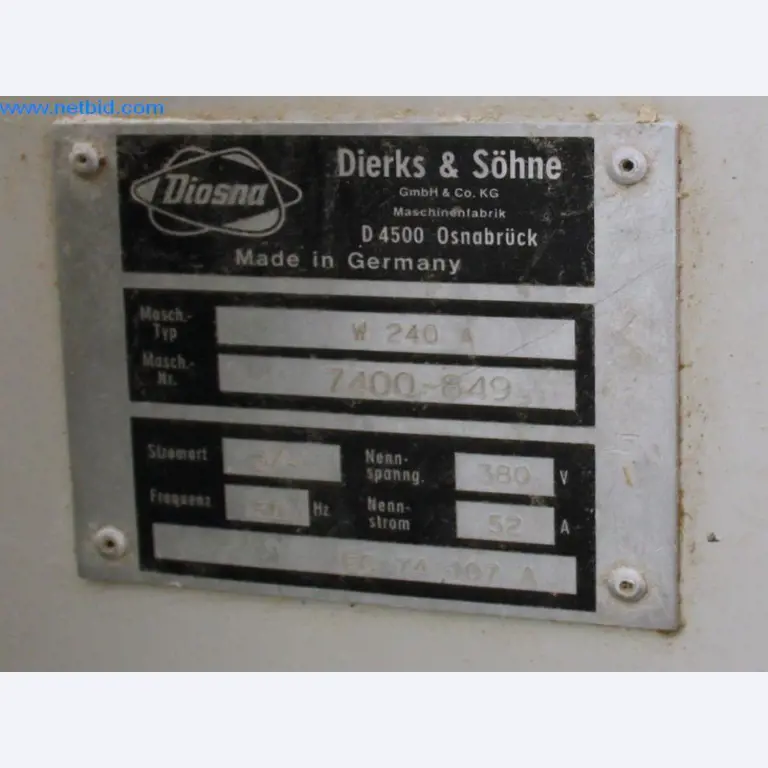 www.netbid.com
Diosna
Dierks & Söhne
GmbH & Co. KG
Maschinenfabrik
D 4500 Osnabrück
Made in Germany
Masch.-
Typ
W 240 A
Masch.-
Nr.
7400-849
Stromart
Nenn-
spanng.
380 V
Frequenz
Hz
Nenn-
strom
52 A